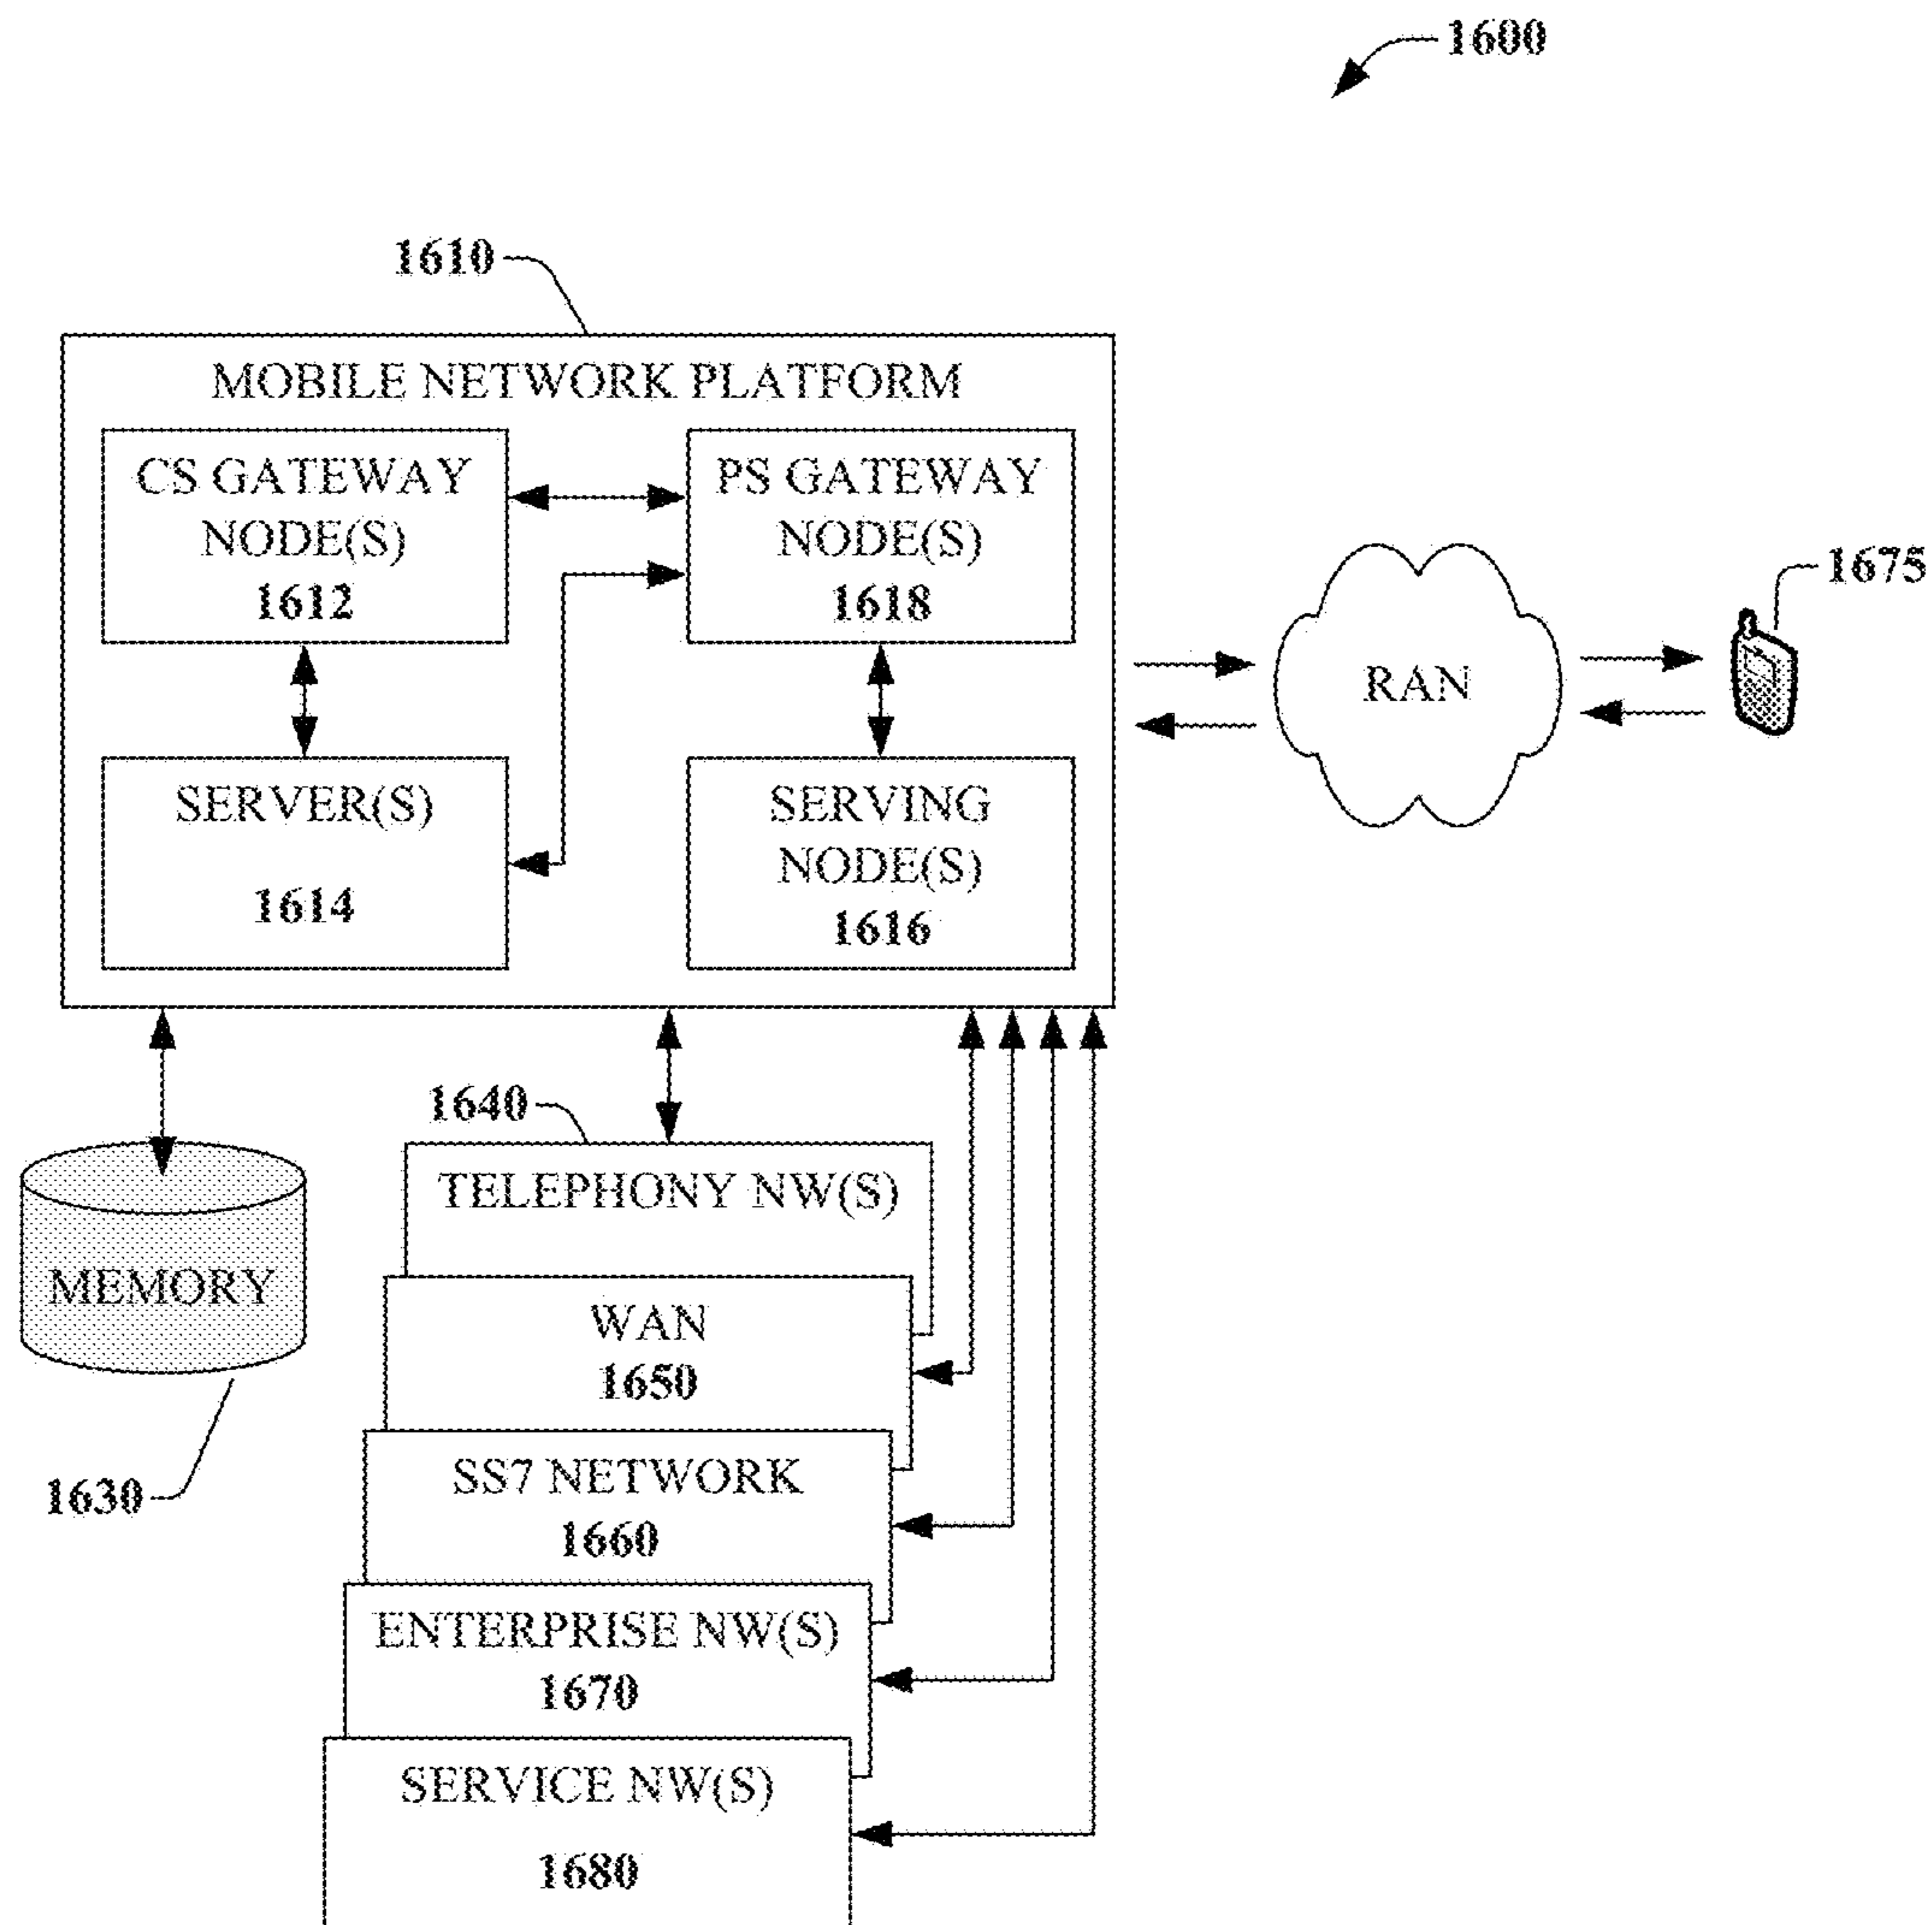 1600
1610
MOBILE NETWORK PLATFORM
CS GATEWAY
NODE(S)
1612
PS GATEWAY
NODE(S)
1618
SERVER(S)
1614
SERVING
NODE(S)
1616
RAN
1675
1640
TELEPHONY NW(S)
MEMORY
1630
WAN
1650
SS7 NETWORK
1660
ENTERPRISE NW(S)
1670
SERVICE NW(S)
1680